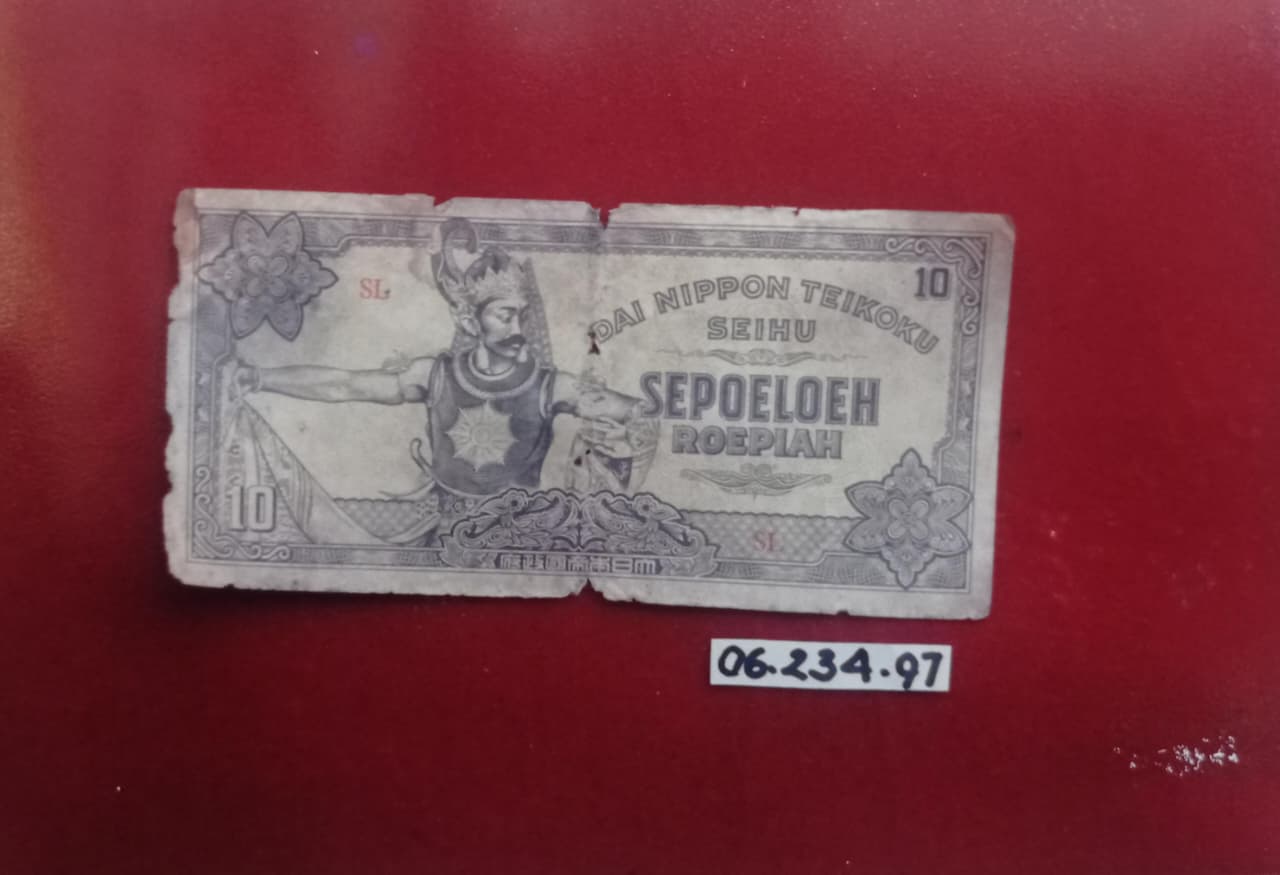 SL
10
DAI NIPPON TEIKOKU
SEIHU
SEPOELOEH
ROEPIAH
10
SL
府政国帝本日大
06.234.97